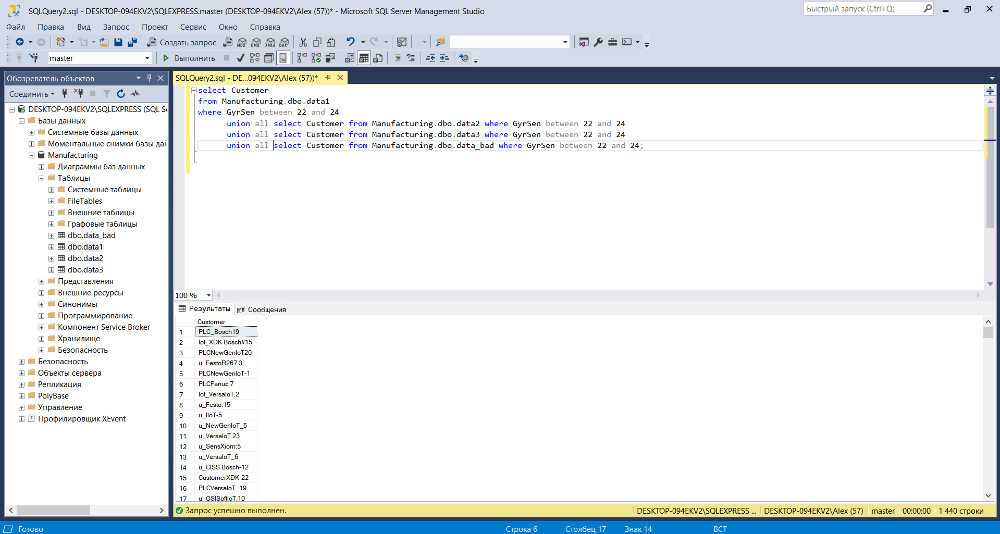 SQLQuery2.sql - DESKTOP-094EKV2\SQLEXPRESS.master (DESKTOP-094EKV2\Alex (57))* - Microsoft SQL Server Management Studio
Быстрый запуск (Ctrl+Q)
Файл Правка Вид Запрос Проект Сервис Окно Справка
Создать запрос MDX DMX XMLA DAX
master Выполнить
Обозреватель объектов
SQLQuery2.sql - DE...094EKV2\Alex (57))*
Соединить
DESKTOP-094EKV2\SQLEXPRESS (SQL Se
Базы данных
Системные базы данных
Моментальные снимки базы дан
Manufacturing
Диаграммы баз данных
Таблицы
Системные таблицы
FileTables
Внешние таблицы
Графовые таблицы
dbo.data_bad
dbo.data1
dbo.data2
dbo.data3
Представления
Внешние ресурсы
Синонимы
Программирование
Компонент Service Broker
Хранилище
Безопасность
Безопасность
Объекты сервера
Репликация
PolyBase
Управление
Профилировщик XEvent
select Customer
from Manufacturing.dbo.data1
where GyrSen between 22 and 24
union all select Customer from Manufacturing.dbo.data2 where GyrSen between 22 and 24
union all select Customer from Manufacturing.dbo.data3 where GyrSen between 22 and 24
union all select Customer from Manufacturing.dbo.data_bad where GyrSen between 22 and 24;
100 %
Результаты Сообщения
Customer
1 PLC_Bosch19
2 Iot_XDK Bosch#15
3 PLCNewGenIoT20
4 u_FestoR267.3
5 PLCNewGenIoT-1
6 PLCFanuc:7
7 Iot_VersaIoT.2
8 u_Festo:15
9 u_IIoT-5
10 u_NewGenIoT_5
11 u_VersaIoT.23
12 u_SensXiom:5
13 u_VersaIoT_6
14 u_CISS Bosch-12
15 CustomerXDK-22
16 PLCVersaIoT_19
17 u_OSISoftIoT.10
Запрос успешно выполнен. DESKTOP-094EKV2\SQLEXPRESS ... DESKTOP-094EKV2\Alex (57) master 00:00:00 1 440 строки
Готово Строка 6 Столбец 17 Знак 14 ВСТ